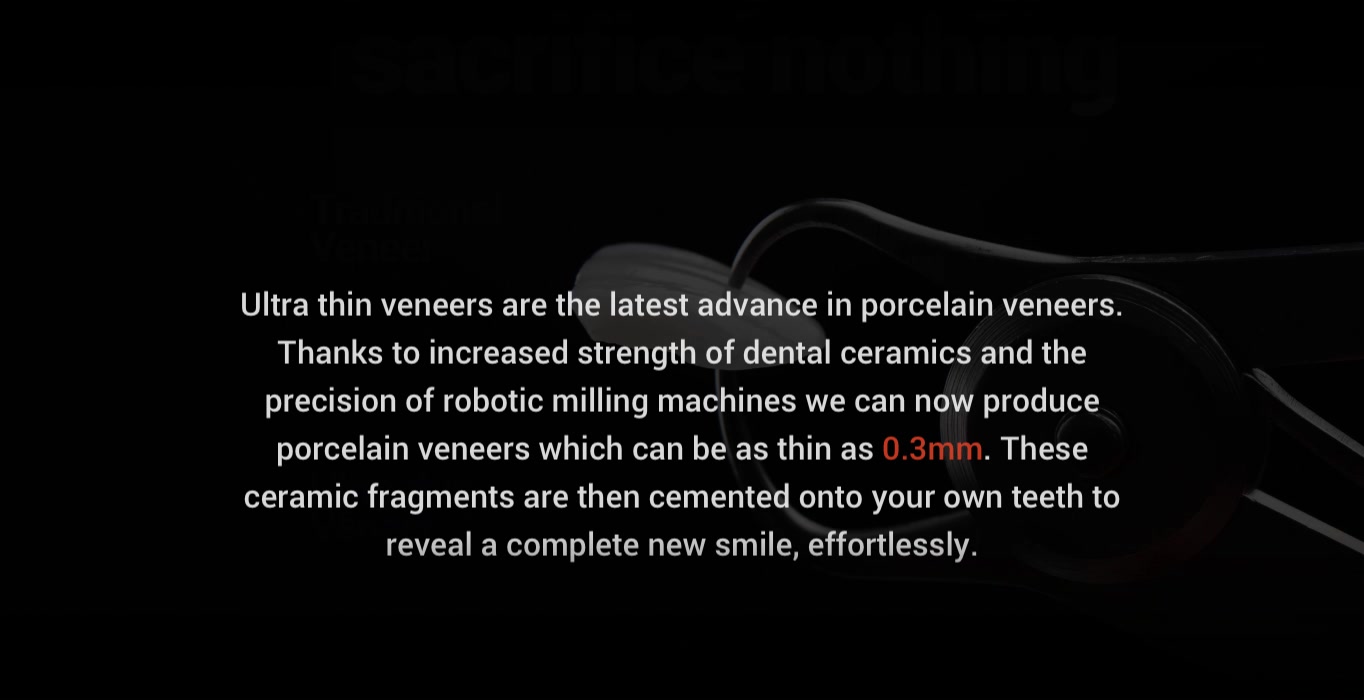 sacrifice nothing
Traditional
Veneer
Ultra thin veneers are the latest advance in porcelain veneers.
Thanks to increased strength of dental ceramics and the
precision of robotic milling machines we can now produce
porcelain veneers which can be as thin as 0.3mm. These
ceramic fragments are then cemented onto your own teeth to
reveal a complete new smile, effortlessly.